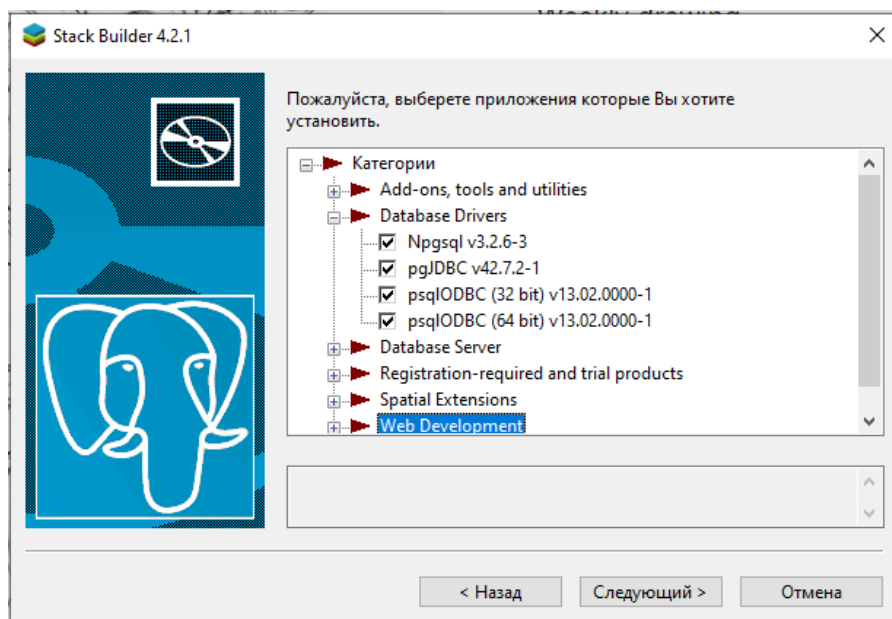 Weekly drawing
Stack Builder 4.2.1
Пожалуйста, выберете приложения которые Вы хотите
установить.
Категории
Add-ons, tools and utilities
Database Drivers
Npgsql v3.2.6-3
pgJDBC v42.7.2-1
psqlODBC (32 bit) v13.02.0000-1
psqlODBC (64 bit) v13.02.0000-1
Database Server
Registration-required and trial products
Spatial Extensions
Web Development
< Назад
Следующий >
Отмена